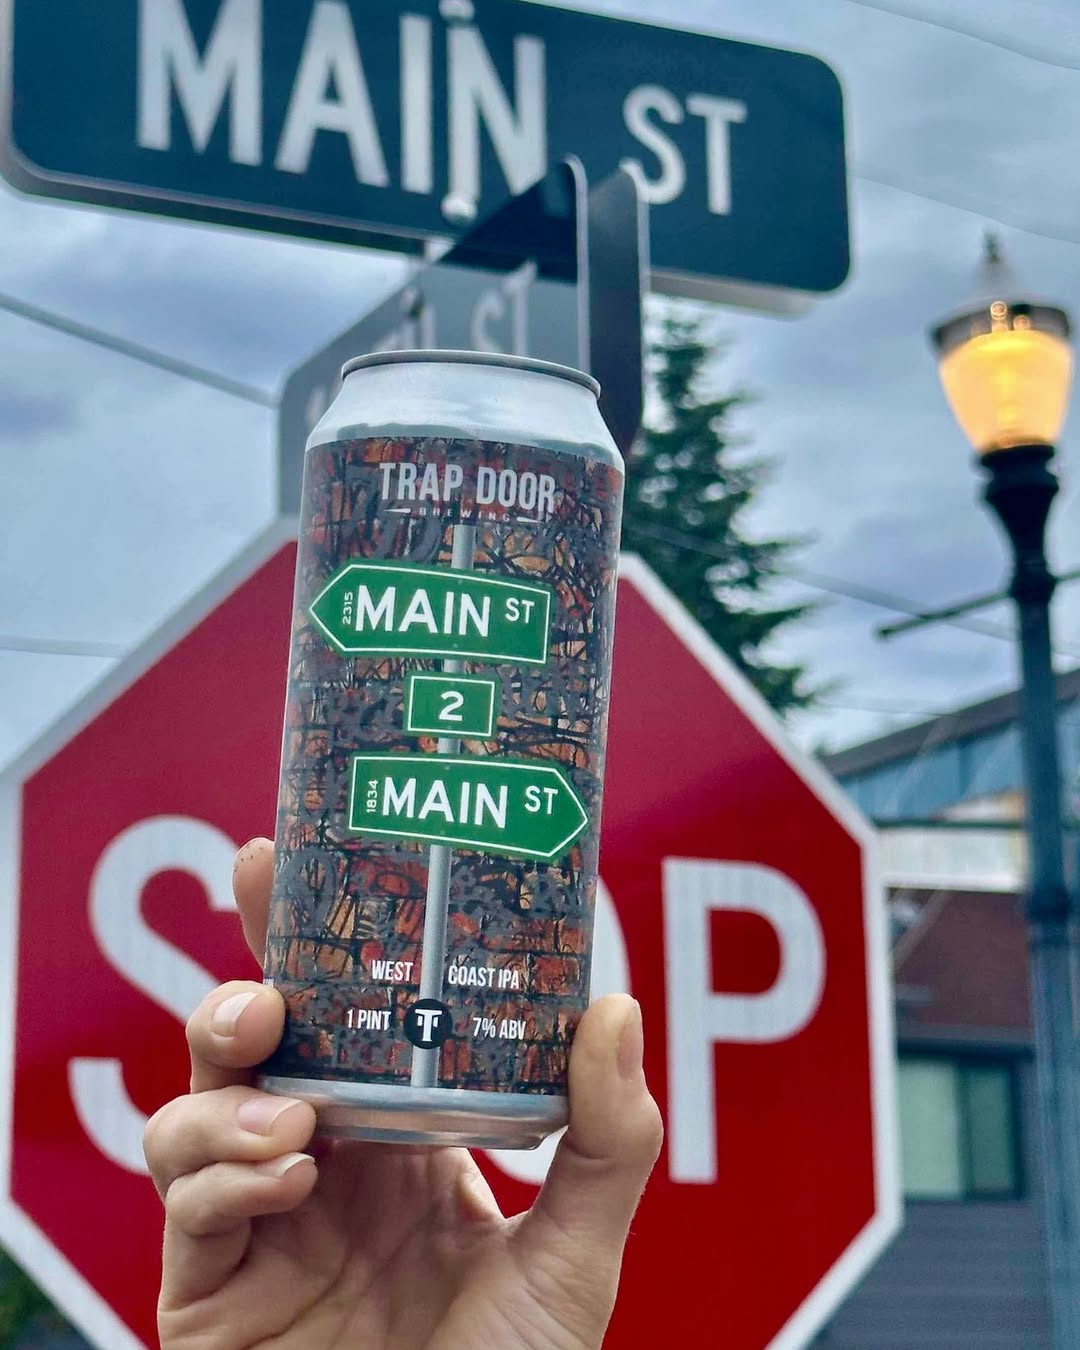 MAIN ST
ST
TRAP DOOR
BREWING
2315 MAIN ST
2
1834 MAIN ST
WEST COAST IPA
1 PINT T 7% ABV
S P